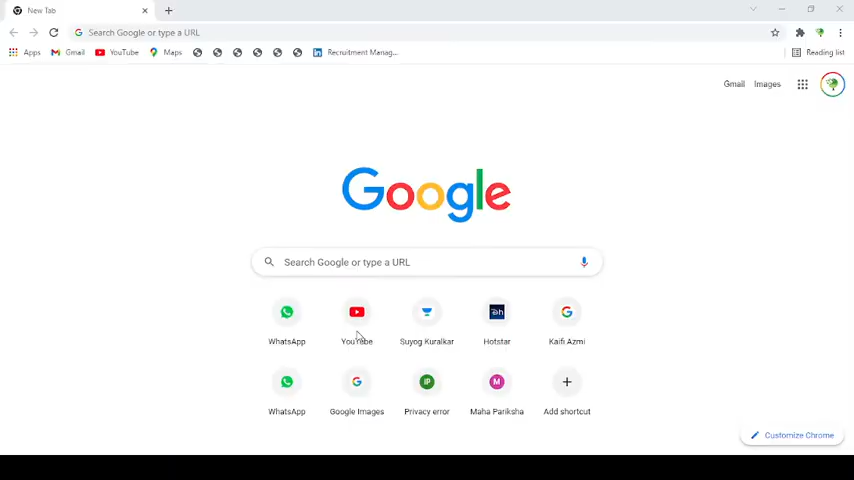 New Tab
Search Google or type a URL
Apps Gmail YouTube Maps Recruitment Manag... Reading list
Gmail Images
Google
Search Google or type a URL
WhatsApp YouTube Suyog Kuralkar Hotstar Kaifi Azmi
WhatsApp Google Images Privacy error Maha Pariksha Add shortcut
Customize Chrome